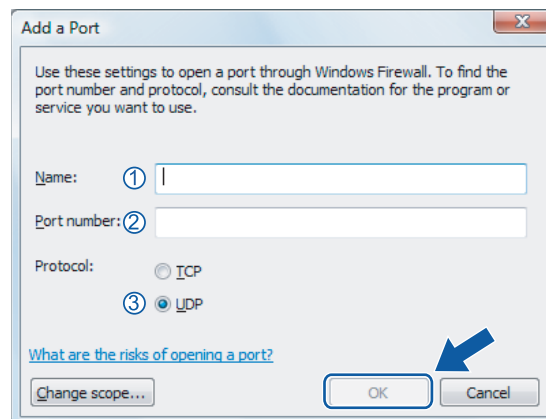 Add a Port
Use these settings to open a port through Windows Firewall. To find the
port number and protocol, consult the documentation for the program or
service you want to use.
Name: ①
Port number: ②
Protocol: TCP
③ UDP
What are the risks of opening a port?
Change scope... OK Cancel